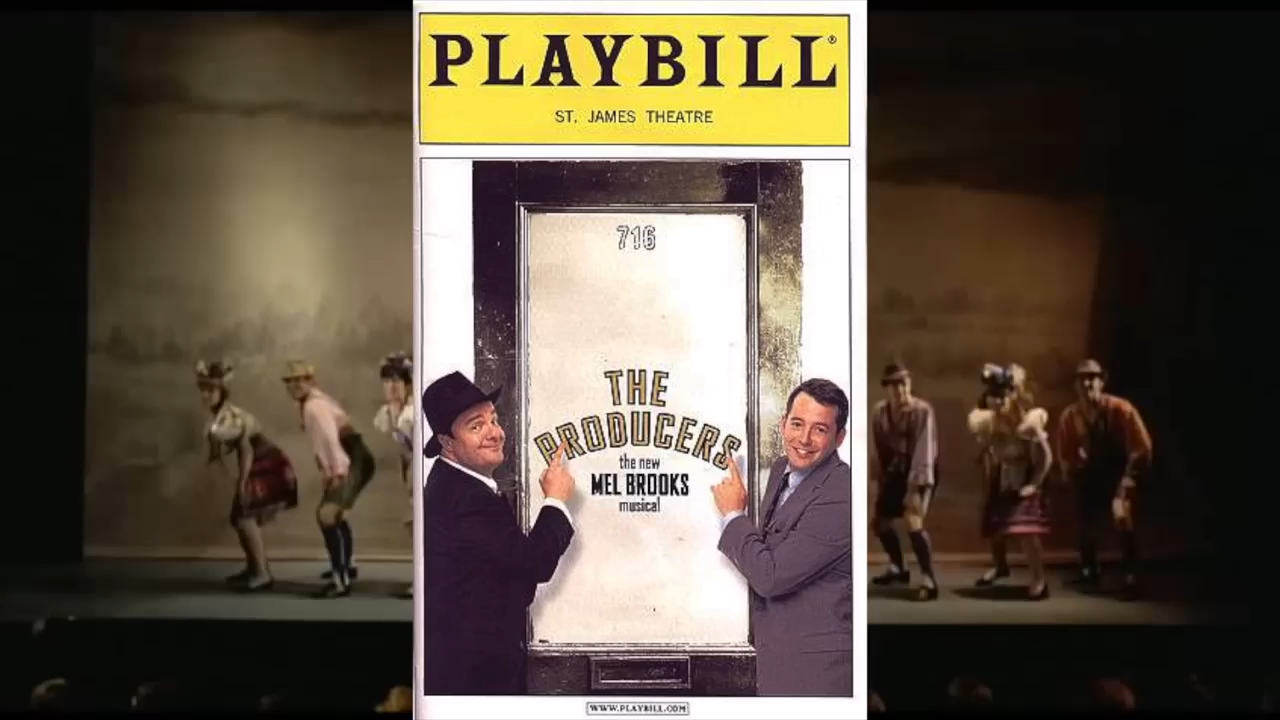 PLAYBILL®
ST. JAMES THEATRE
716
THE
PRODUCERS
the new
MEL BROOKS
musical
WWW.PLAYBILL.COM